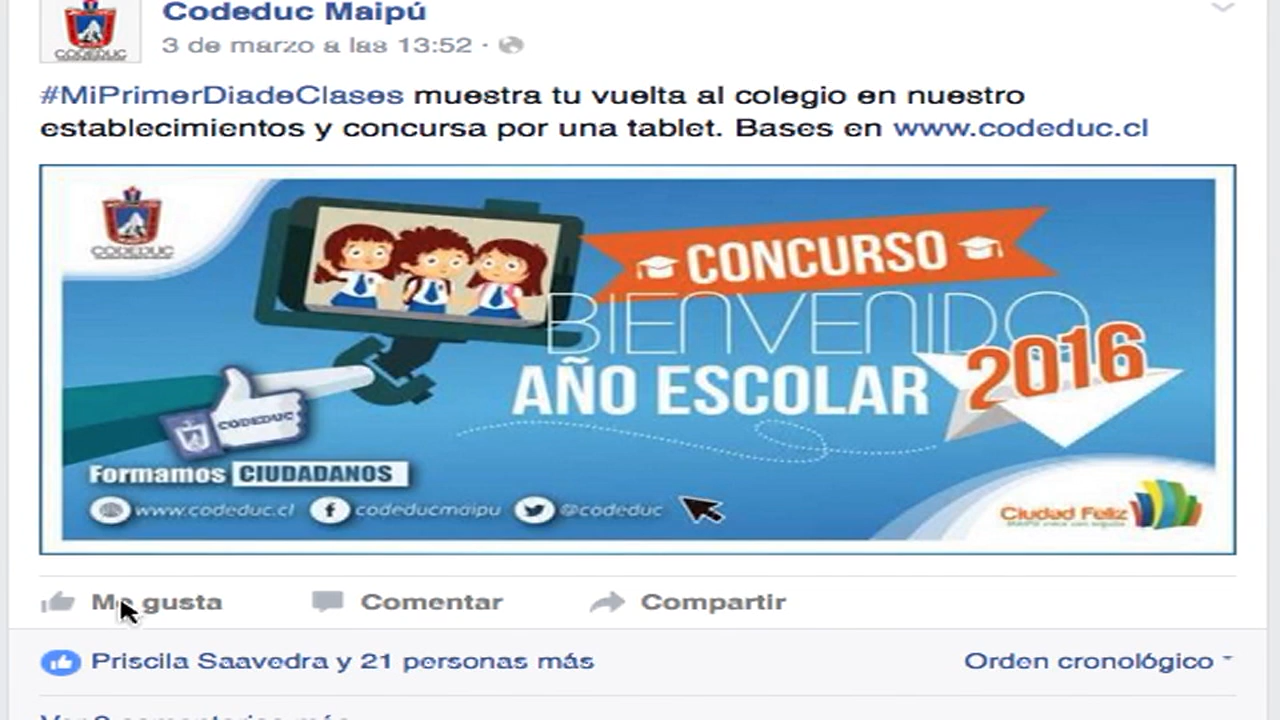 Codeduc Maipú
CODEDUC
3 de marzo a las 13:52 ·
#MiPrimerDiadeClases muestra tu vuelta al colegio en nuestro
establecimientos y concursa por una tablet. Bases en www.codeduc.cl
CODEDUC
CONCURSO
BIENVENIDO
2016
AÑO ESCOLAR
CODEDUC
Formamos CIUDADANOS
www.codeduc.cl codeducmaipu @codeduc
Ciudad Feliz
Me gusta Comentar Compartir
Priscila Saavedra y 21 personas más Orden cronológico